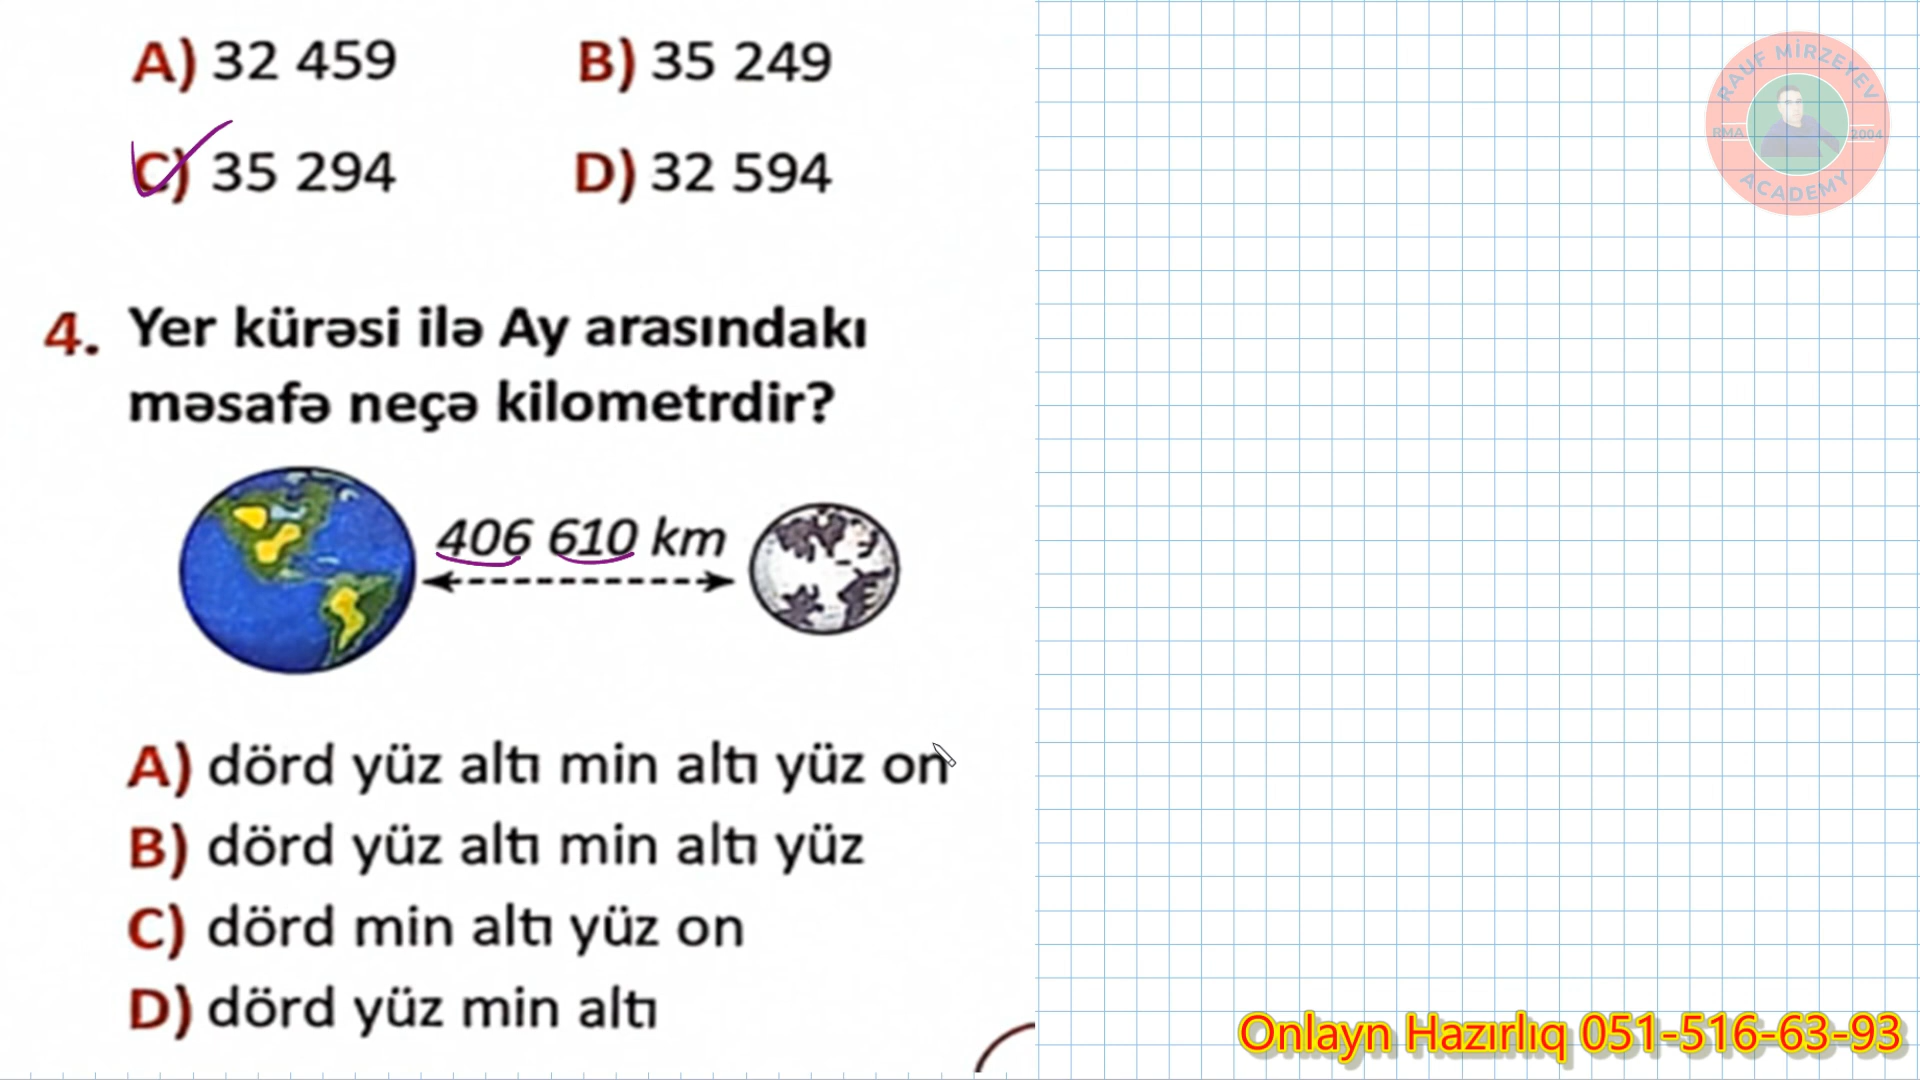 A) 32 459 B) 35 249
C) 35 294 D) 32 594
4. Yer kürəsi ilə Ay arasındakı
məsafə neçə kilometrdir?
406 610 km
A) dörd yüz altı min altı yüz on
B) dörd yüz altı min altı yüz
C) dörd min altı yüz on
D) dörd yüz min altı
RAUF MİRZEYEV
RMA 2004
ACADEMY
Onlayn Hazırlıq 051-516-63-93